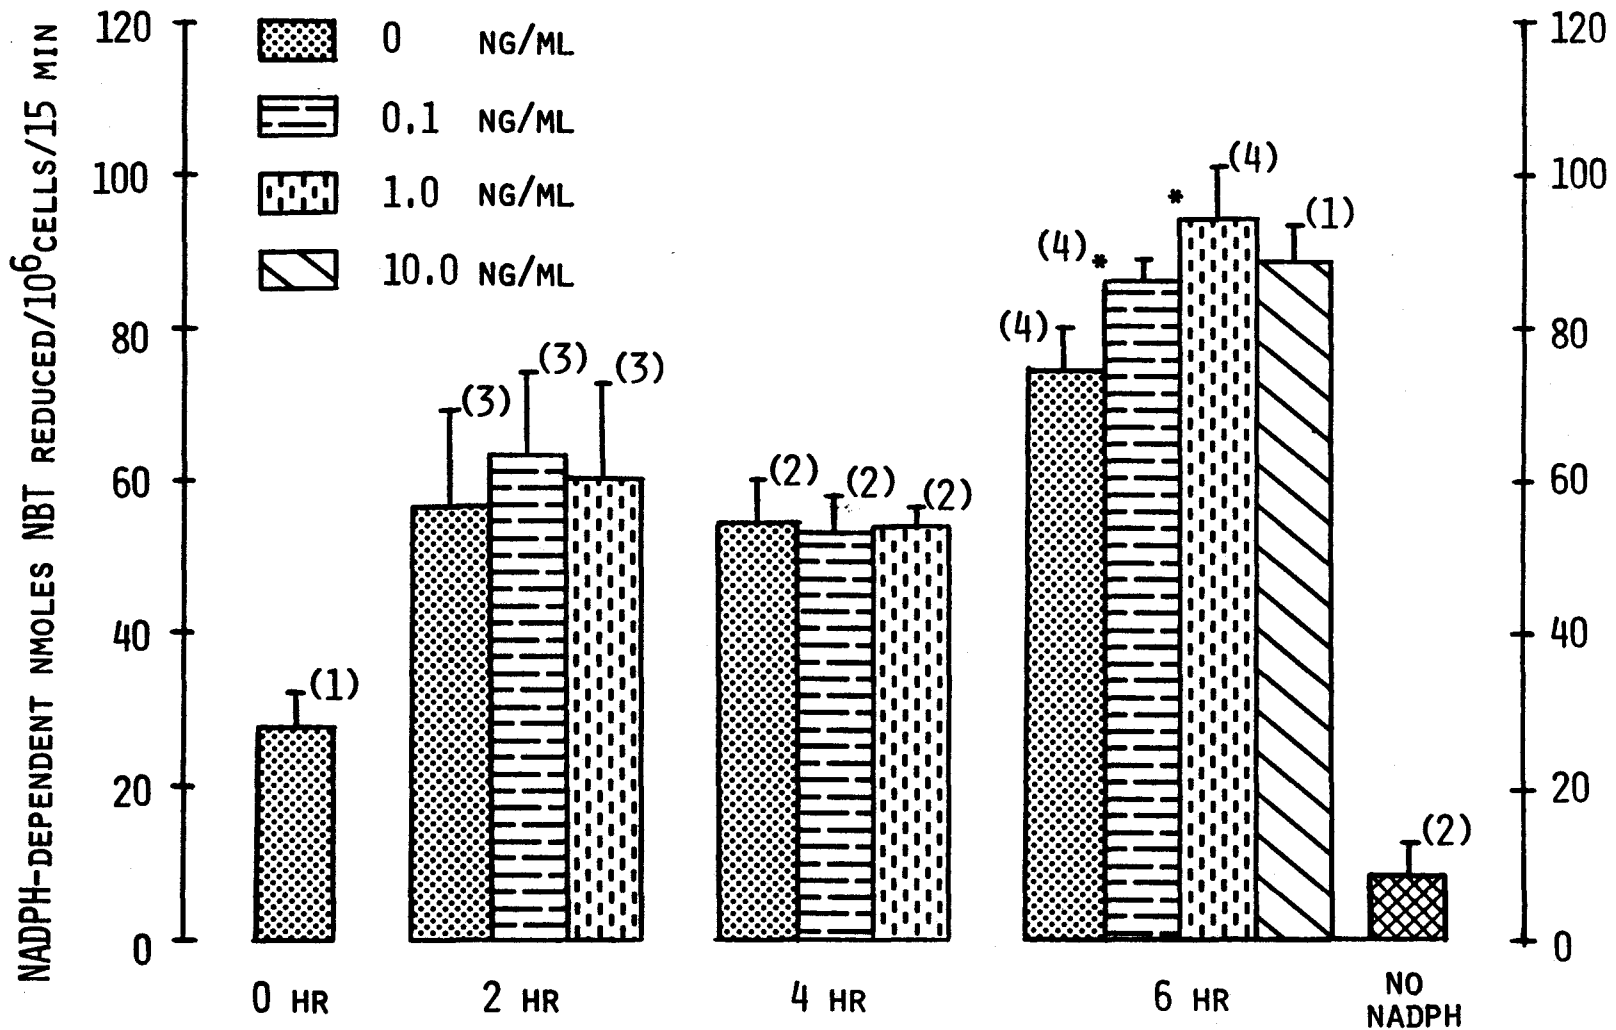 NADPH-DEPENDENT NMOLES NBT REDUCED/10⁶CELLS/15 MIN
120
100
80
60
40
20
0
0 NG/ML
0.1 NG/ML
1.0 NG/ML
10.0 NG/ML
(1)
(3)
(3)
(3)
(2)
(2)
(2)
(4)
(4)*
*(4)
(1)
(2)
120
100
80
60
40
20
0
0 HR
2 HR
4 HR
6 HR
NO
NADPH